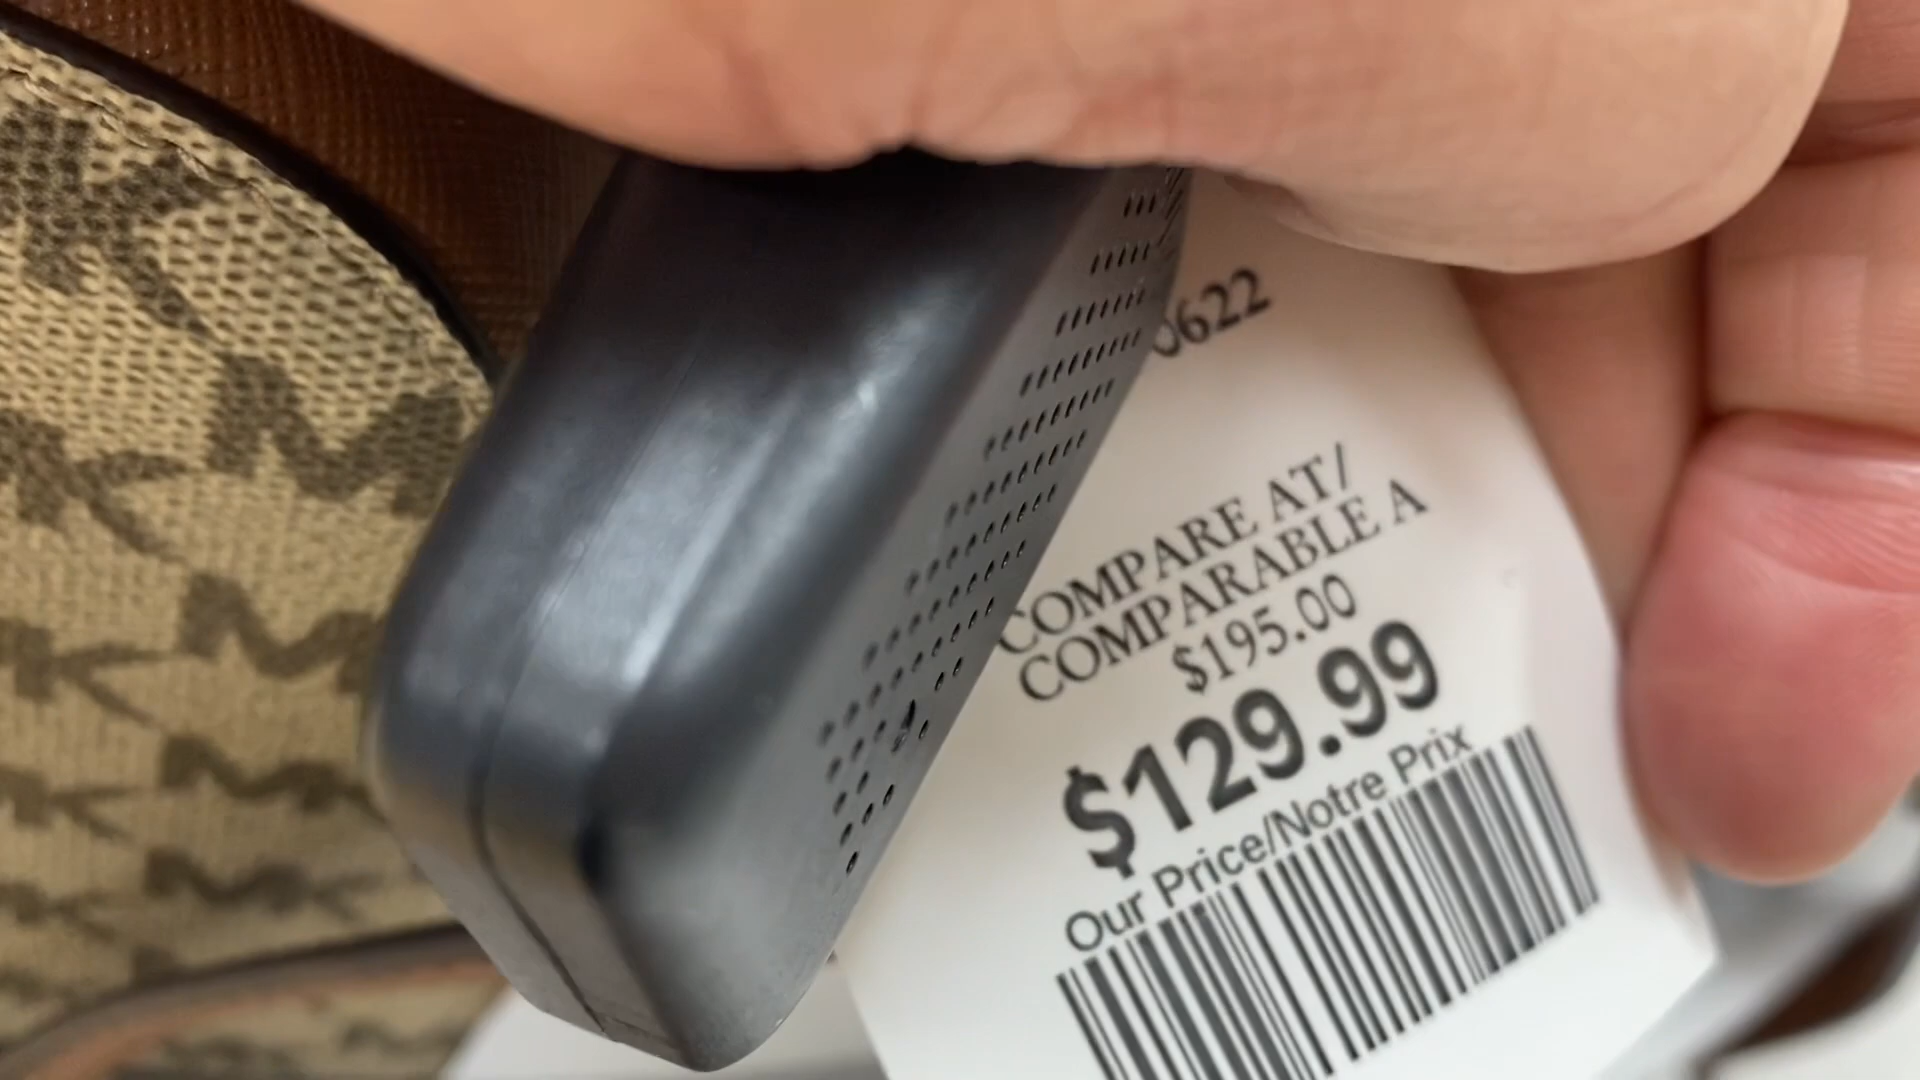 0622
COMPARE AT/
COMPARABLE A
$195.00
$129.99
Our Price/Notre Prix